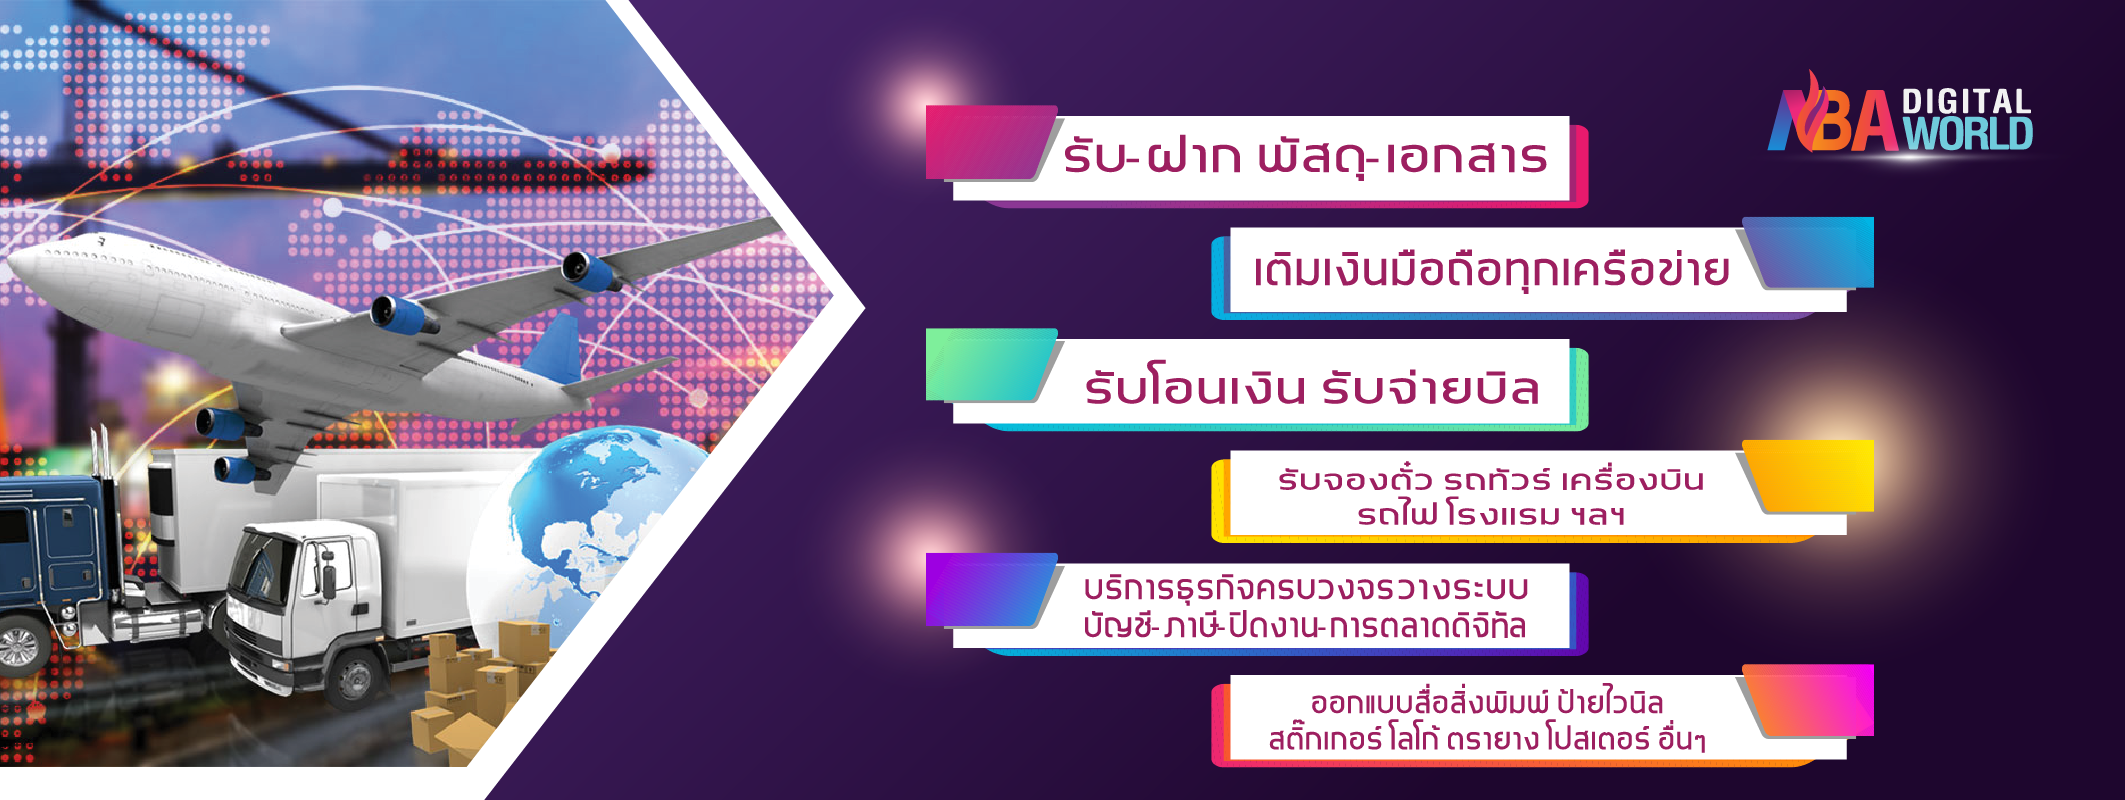 NBA DIGITAL
WORLD
รับ-ฝาก พัสดุ-เอกสาร
เติมเงินมือถือทุกเครือข่าย
รับโอนเงิน รับจ่ายบิล
รับจองตั๋ว รถทัวร์ เครื่องบิน
รถไฟ โรงแรม ฯลฯ
บริการธุรกิจครบวงจรวางระบบ
บัญชี-ภาษี-ปิดงาน-การตลาดดิจิทัล
ออกแบบสื่อสิ่งพิมพ์ ป้ายไวนิล
สติ๊กเกอร์ โลโก้ ตรายาง โปสเตอร์ อื่นๆ